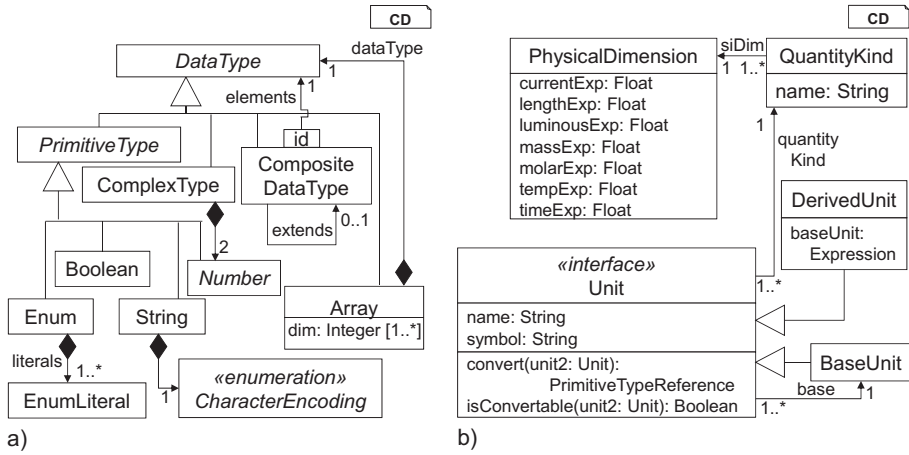 CD
dataType
1
DataType
1
elements
id
PrimitiveType
ComplexType
Composite
DataType
0..1
extends
2
Boolean
Number
Enum
String
Array
dim: Integer [1..*]
literals
1..*
1
«enumeration»
CharacterEncoding
EnumLiteral
a)
CD
PhysicalDimension
siDim
1
1..*
QuantityKind
name: String
currentExp: Float
lengthExp: Float
luminousExp: Float
massExp: Float
molarExp: Float
tempExp: Float
timeExp: Float
1
quantity
Kind
DerivedUnit
baseUnit:
Expression
«interface»
Unit
1..*
name: String
symbol: String
convert(unit2: Unit):
PrimitiveTypeReference
isConvertable(unit2: Unit): Boolean
BaseUnit
base
1..*
1
b)